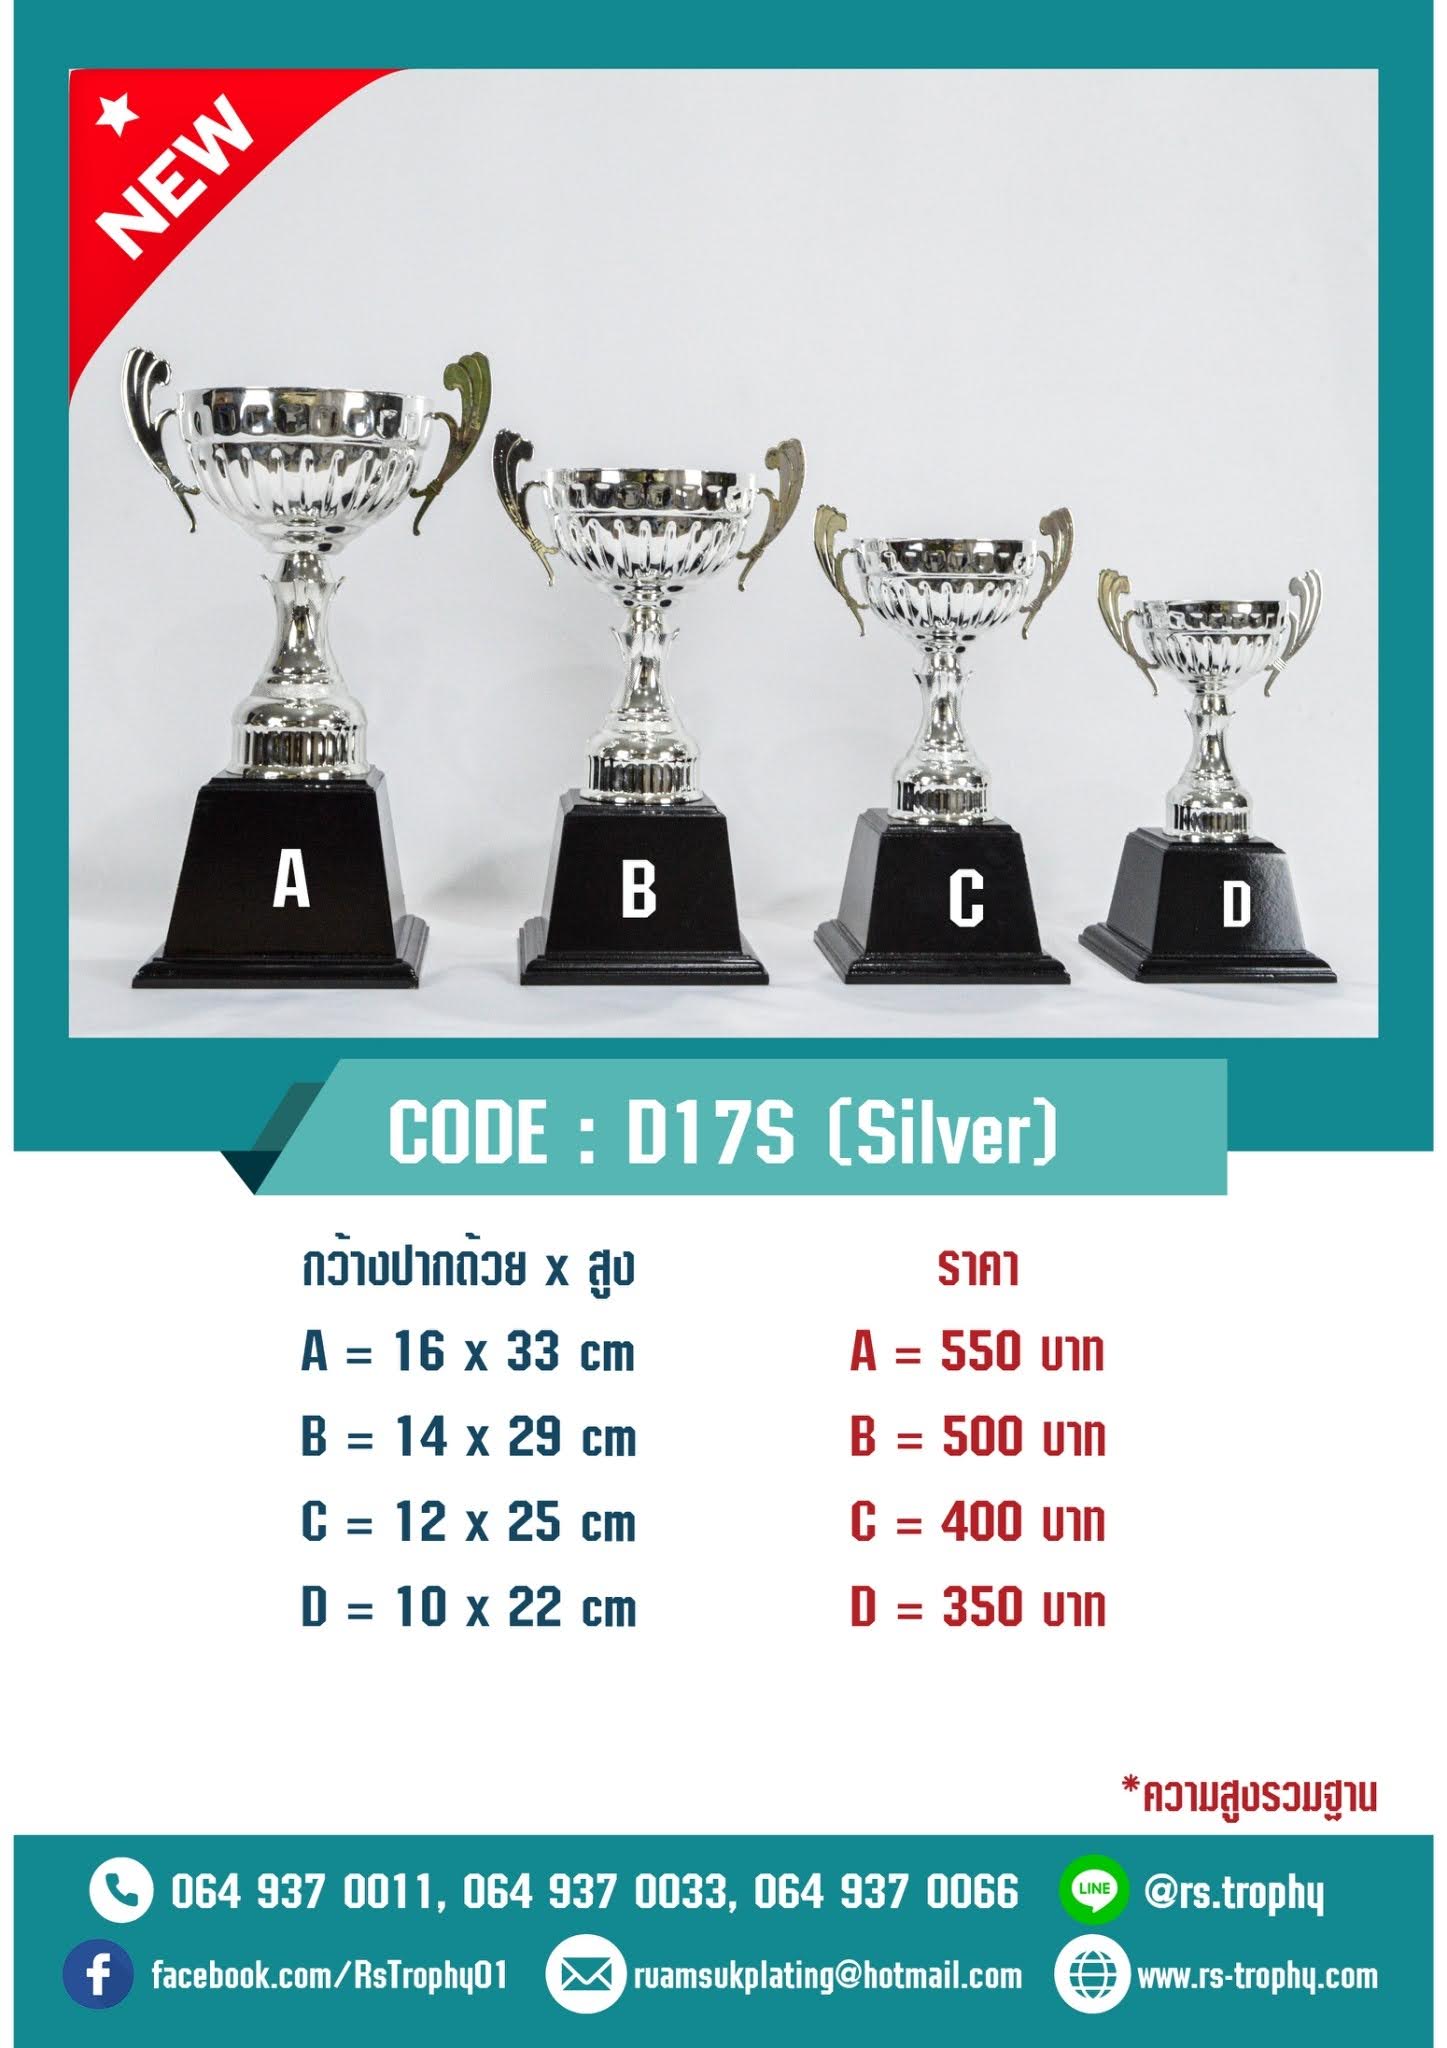 NEW
A
B
C
D
CODE : D17S (Silver)
กว้างปากถ้วย x สูง
A = 16 x 33 cm
B = 14 x 29 cm
C = 12 x 25 cm
D = 10 x 22 cm
ราคา
A = 550 บาท
B = 500 บาท
C = 400 บาท
D = 350 บาท
*ความสูงรวมฐาน
064 937 0011, 064 937 0033, 064 937 0066
LINE @rs.trophy
f facebook.com/RsTrophy01
ruamsukplating@hotmail.com
www.rs-trophy.com